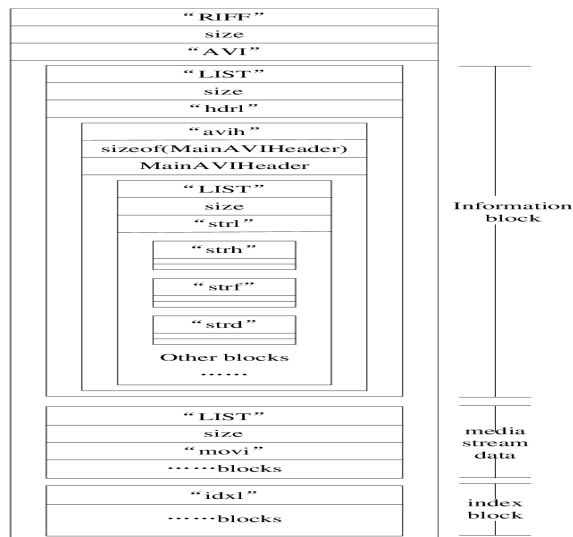 “RIFF”
size
“AVI”
“LIST”
size
“hdrl”
“avih”
sizeof(MainAVIHeader)
MainAVIHeader
“LIST”
size
“strl”
“strh”
“strf”
“strd”
Other blocks
······
Information
block
“LIST”
size
“movi”
······blocks
media
stream
data
“idxl”
······blocks
index
block